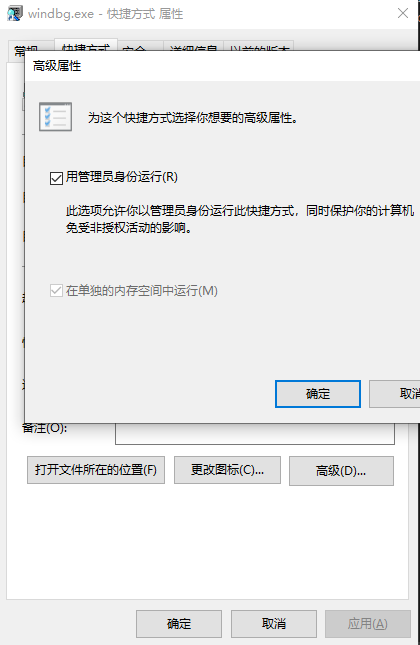 windbg.exe - 快捷方式 属性
常规
快捷方式
安全
详细信息
以前的版本
高级属性
为这个快捷方式选择你想要的高级属性。
用管理员身份运行(R)
此选项允许你以管理员身份运行此快捷方式，同时保护你的计算机
免受非授权活动的影响。
在单独的内存空间中运行(M)
确定
取消
备注(O):
打开文件所在的位置(F)
更改图标(C)...
高级(D)...
确定
取消
应用(A)